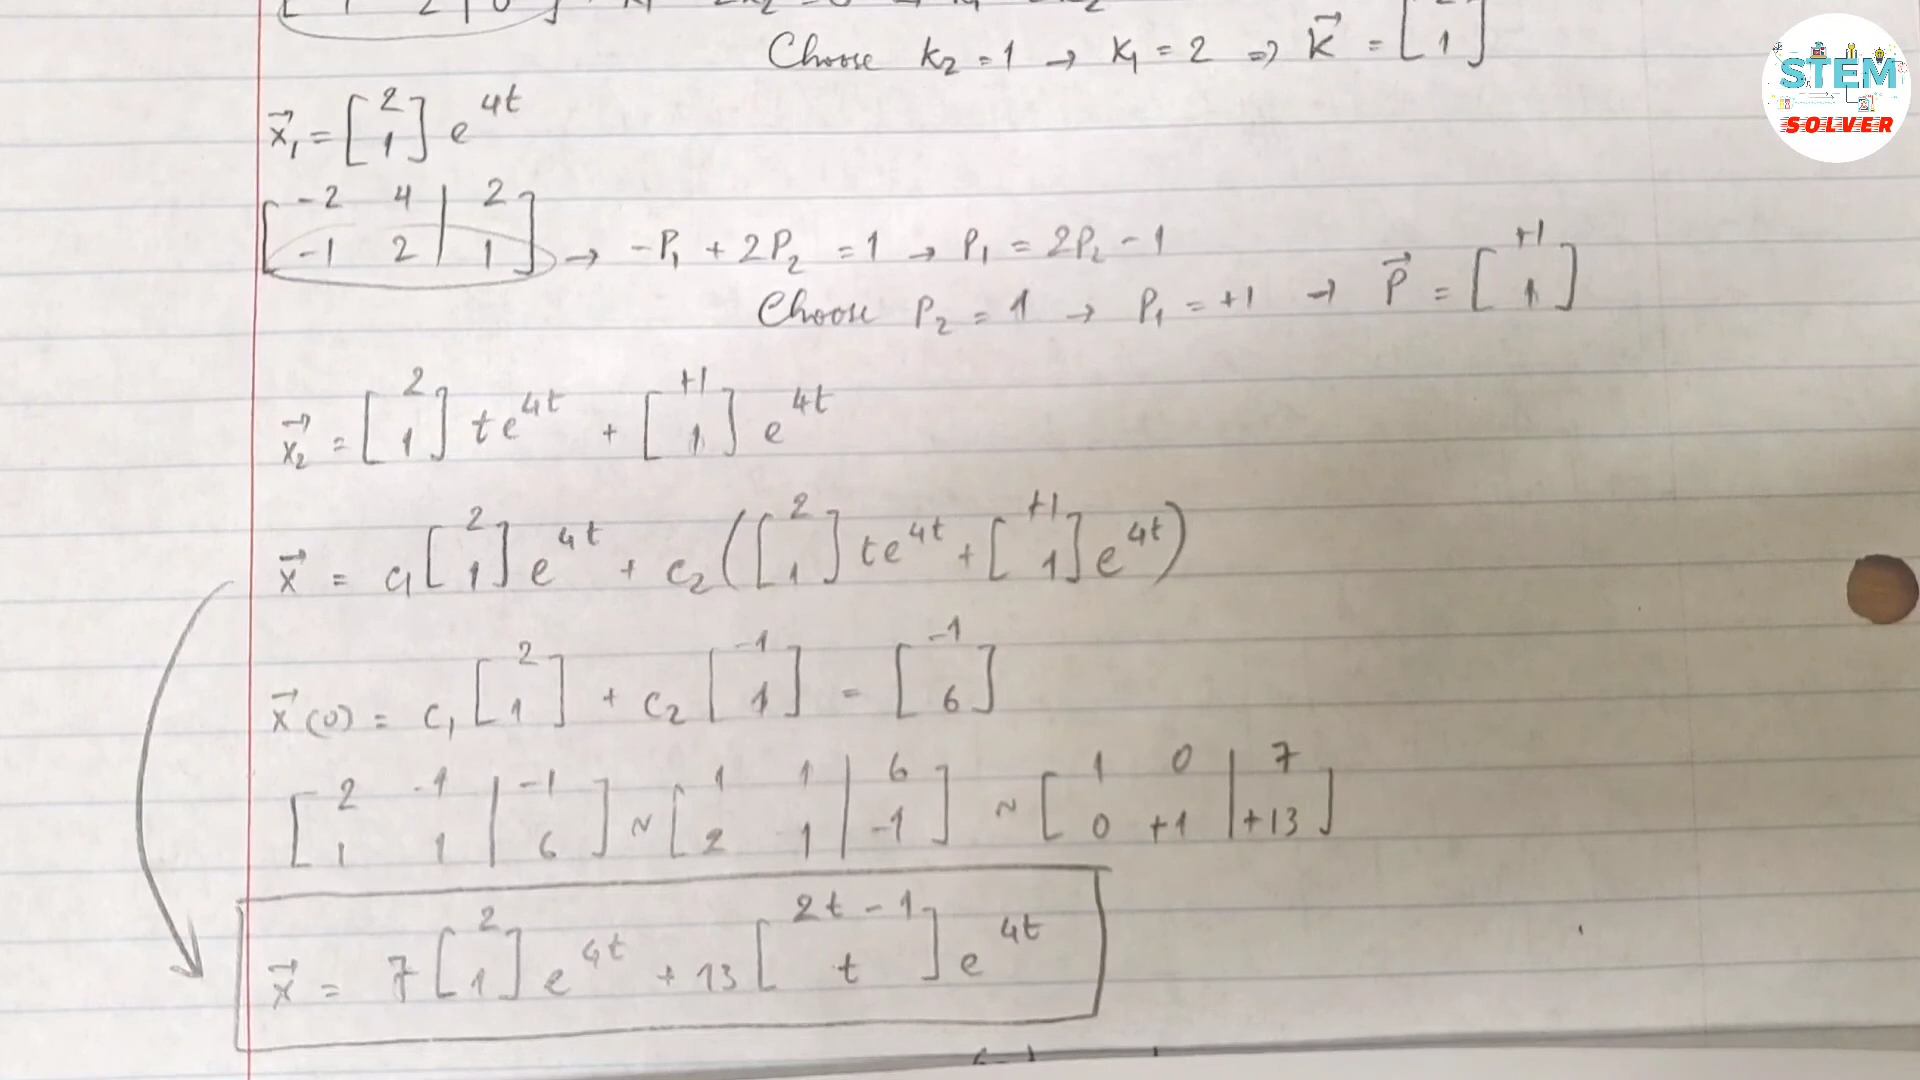 Choose k₂ = 1 → k₁ = 2 ⇒ k⃗ = [ 1 ]
x⃗₁ = [2 1] e^4t
[-2 4 | 2
-1 2 | 1] → -P₁ + 2P₂ = 1 → P₁ = 2P₂ - 1
Choose P₂ = 1 → P₁ = +1 → P⃗ = [+1 1]
x⃗₂ = [2 1] te^4t + [+1 1] e^4t
x⃗ = c₁ [2 1] e^4t + c₂ ([2 1] te^4t + [+1 1] e^4t)
x⃗(0) = c₁ [2 1] + c₂ [-1 1] = [-1 6]
[2 -1 | -1
1 1 | 6] ~ [1 1 | 6
2 1 | -1] ~ [1 0 | 7
0 +1 | +13]
x⃗ = 7 [2 1] e^4t + 13 [2t - 1 t] e^4t
STEM
SOLVER